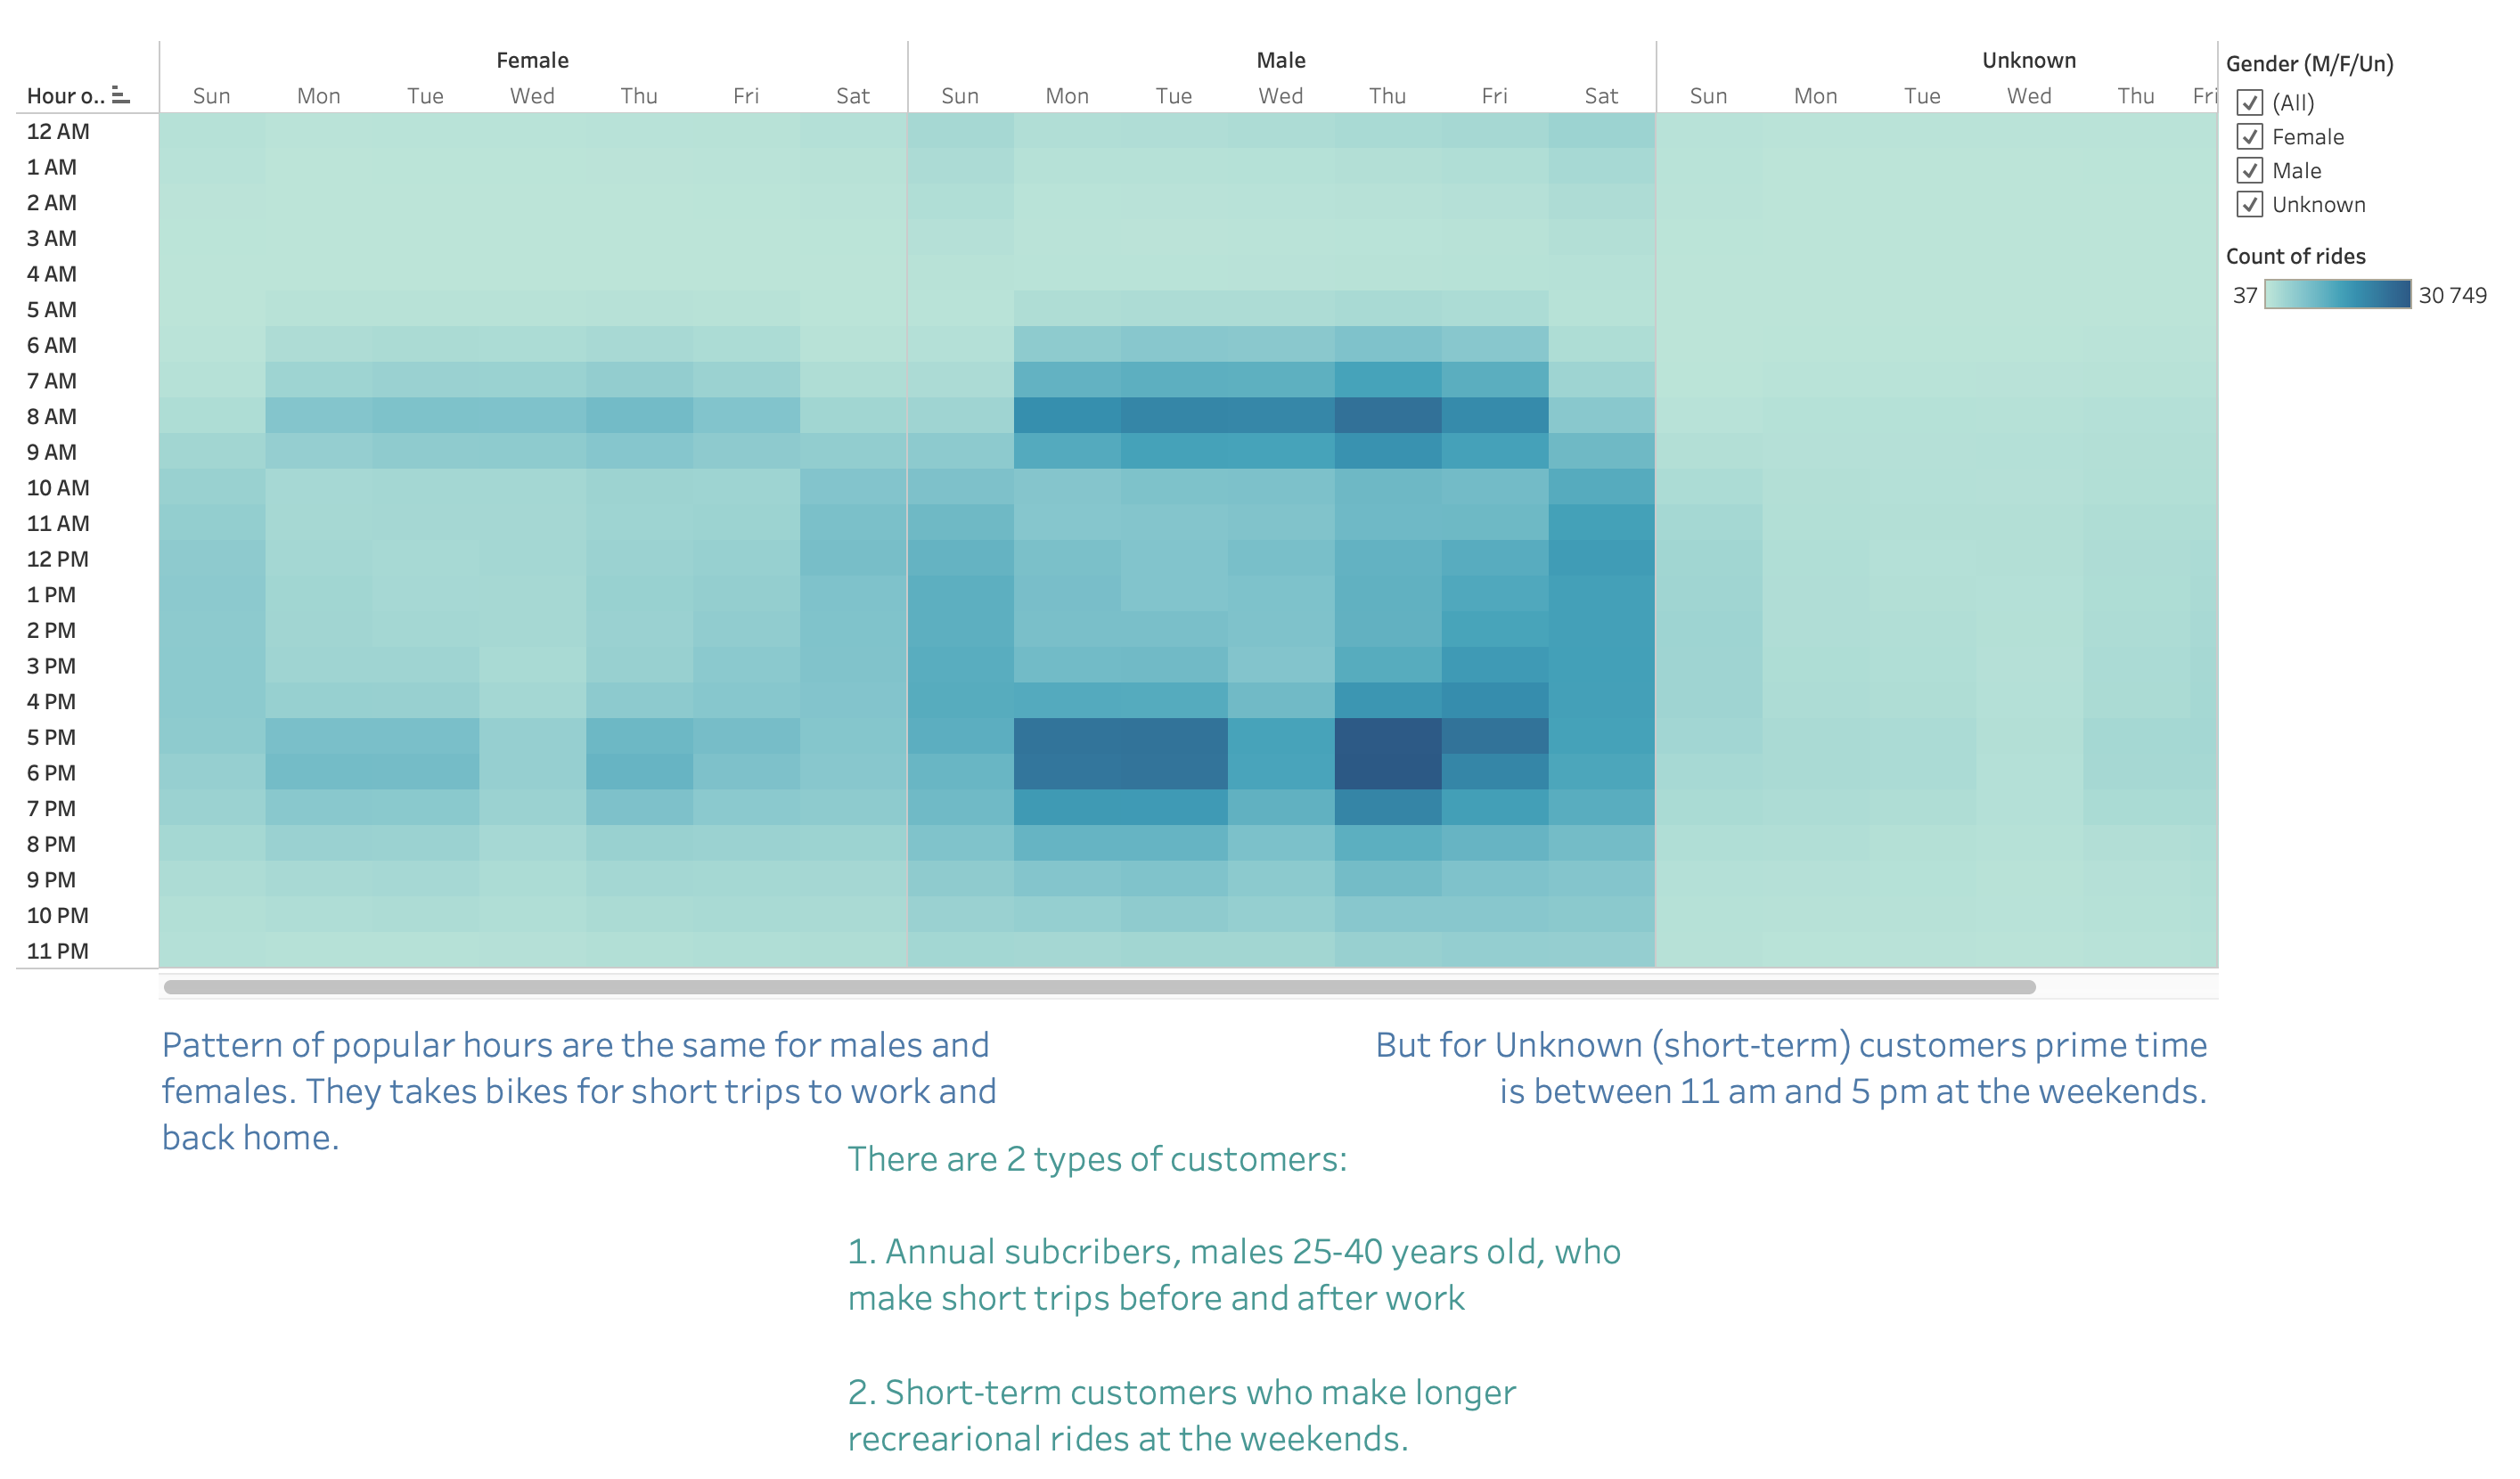 Female Male Unknown
Hour o.. Sun Mon Tue Wed Thu Fri Sat Sun Mon Tue Wed Thu Fri Sat Sun Mon Tue Wed Thu Fri
12 AM
1 AM
2 AM
3 AM
4 AM
5 AM
6 AM
7 AM
8 AM
9 AM
10 AM
11 AM
12 PM
1 PM
2 PM
3 PM
4 PM
5 PM
6 PM
7 PM
8 PM
9 PM
10 PM
11 PM
Gender (M/F/Un)
(All)
Female
Male
Unknown
Count of rides
37 30 749
Pattern of popular hours are the same for males and
females. They takes bikes for short trips to work and
back home.
But for Unknown (short-term) customers prime time
is between 11 am and 5 pm at the weekends.
There are 2 types of customers:
1. Annual subcribers, males 25-40 years old, who
make short trips before and after work
2. Short-term customers who make longer
recrearional rides at the weekends.